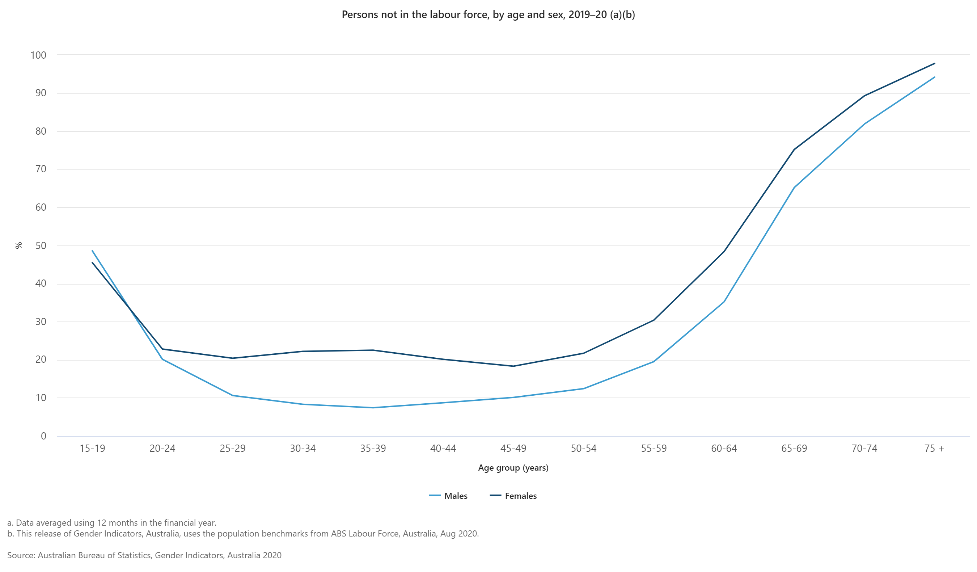 Persons not in the labour force, by age and sex, 2019–20 (a)(b)
100
90
80
70
60
50
40
30
20
10
0
%
15-19 20-24 25-29 30-34 35-39 40-44 45-49 50-54 55-59 60-64 65-69 70-74 75 +
Age group (years)
Males Females
a. Data averaged using 12 months in the financial year.
b. This release of Gender Indicators, Australia, uses the population benchmarks from ABS Labour Force, Australia, Aug 2020.
Source: Australian Bureau of Statistics, Gender Indicators, Australia 2020